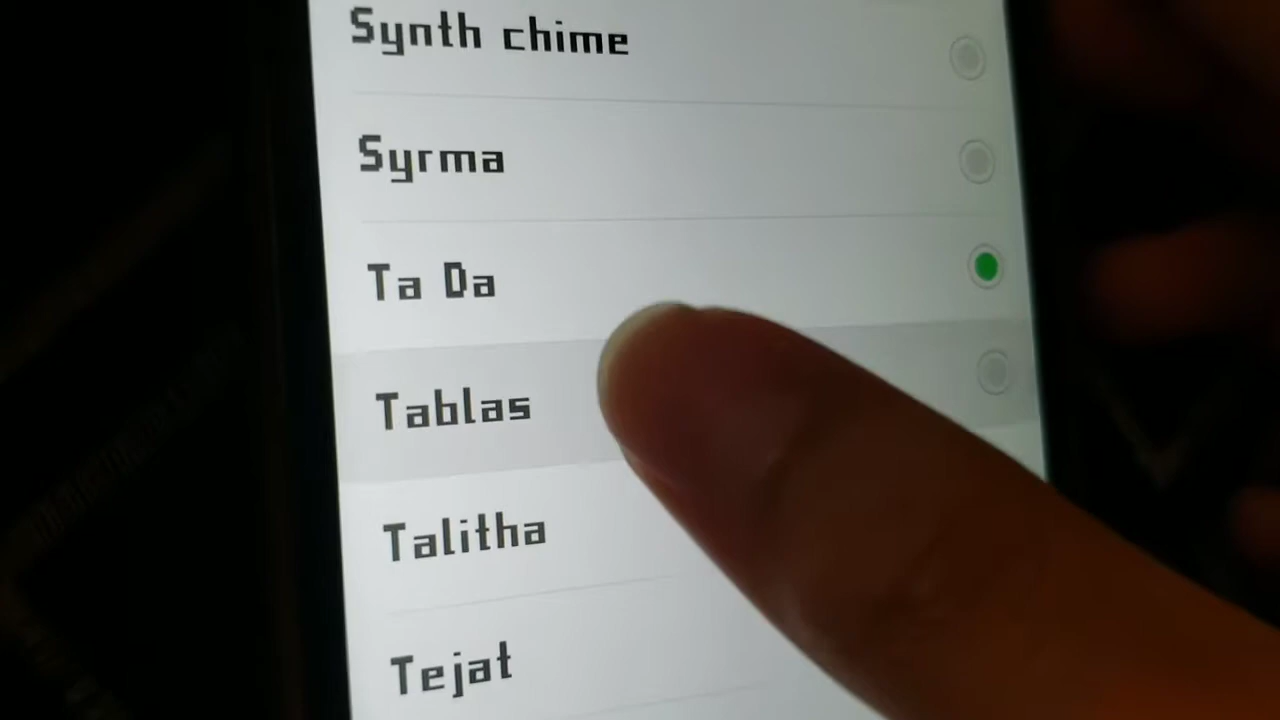 Synth chime
Syrma
Ta Da
Tablas
Talitha
Tejat